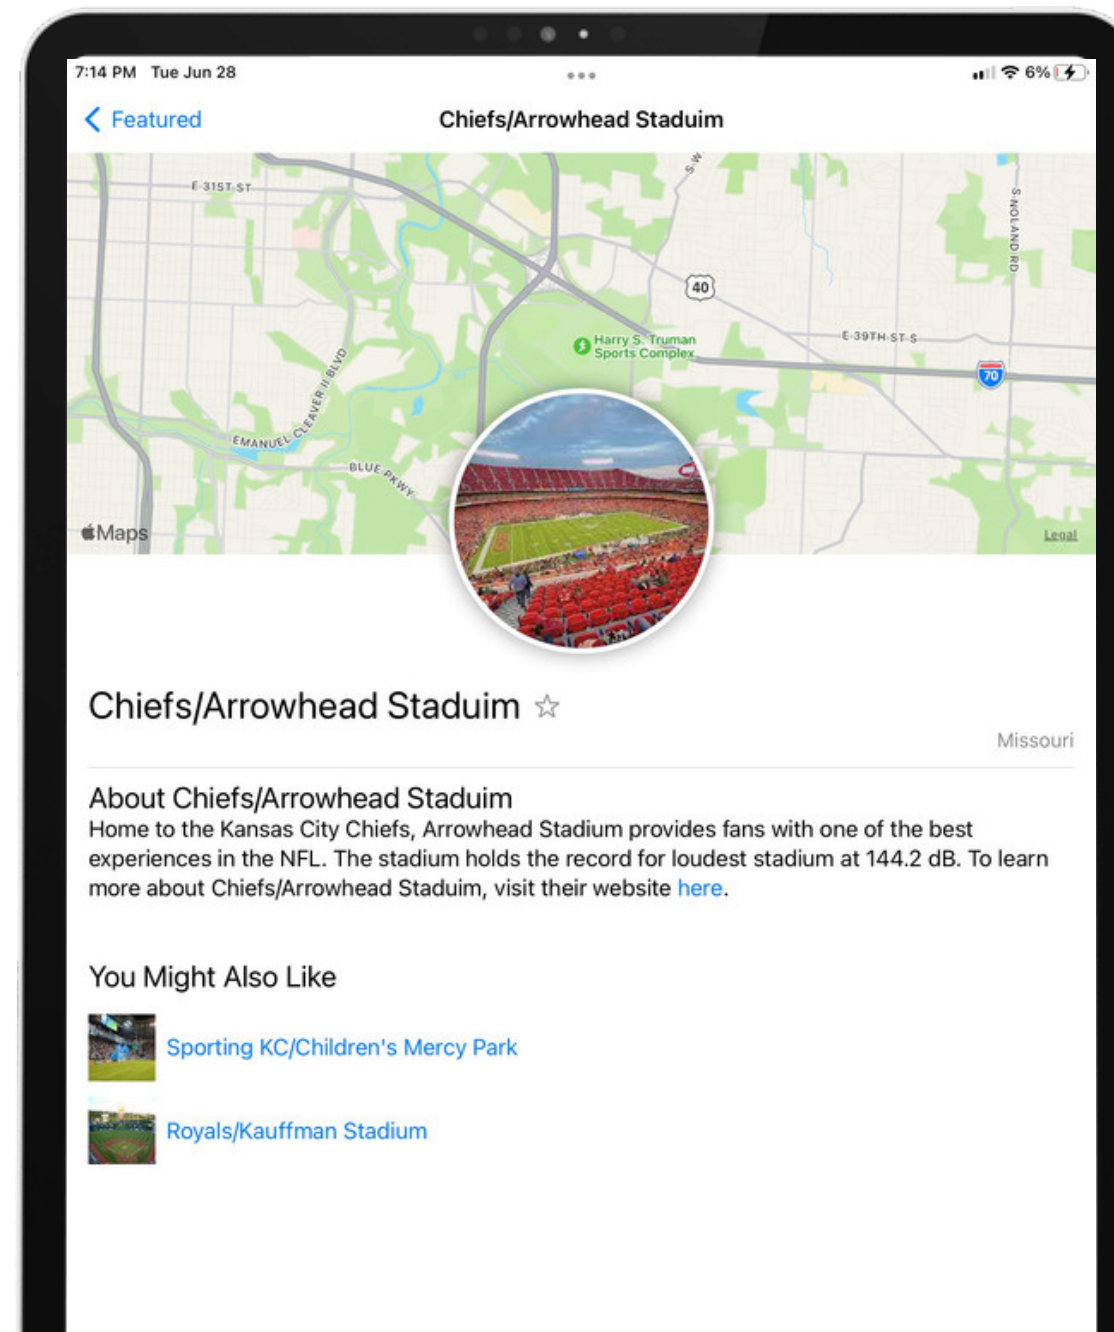 7:14 PM Tue Jun 28
6%
Featured
Chiefs/Arrowhead Staduim
E 31ST ST
S W
S NOLAND RD
40
Harry S. Truman
Sports Complex
E 39TH ST S
70
EMANUEL CLEAVER II BLVD
BLUE PKWY
Maps
Legal
Chiefs/Arrowhead Staduim
Missouri
About Chiefs/Arrowhead Staduim
Home to the Kansas City Chiefs, Arrowhead Stadium provides fans with one of the best
experiences in the NFL. The stadium holds the record for loudest stadium at 144.2 dB. To learn
more about Chiefs/Arrowhead Staduim, visit their website here.
You Might Also Like
Sporting KC/Children's Mercy Park
Royals/Kauffman Stadium